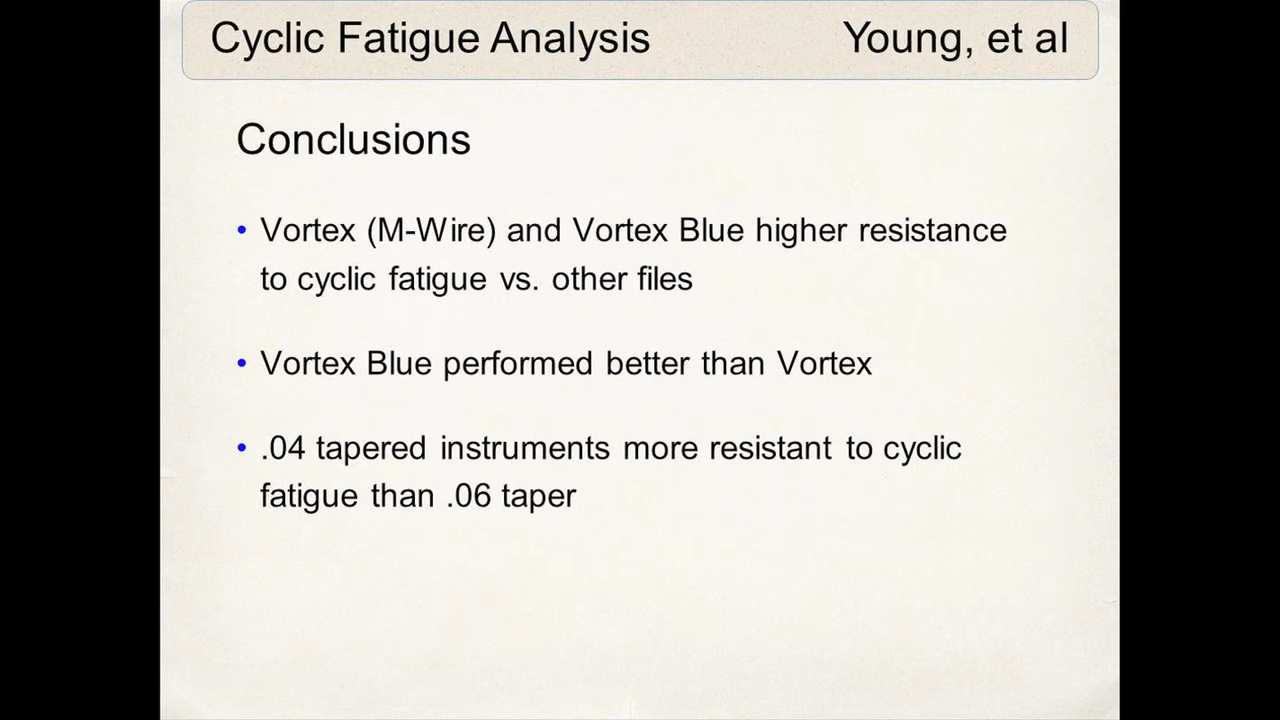 Cyclic Fatigue Analysis Young, et al
Conclusions
• Vortex (M-Wire) and Vortex Blue higher resistance
to cyclic fatigue vs. other files
• Vortex Blue performed better than Vortex
• .04 tapered instruments more resistant to cyclic
fatigue than .06 taper